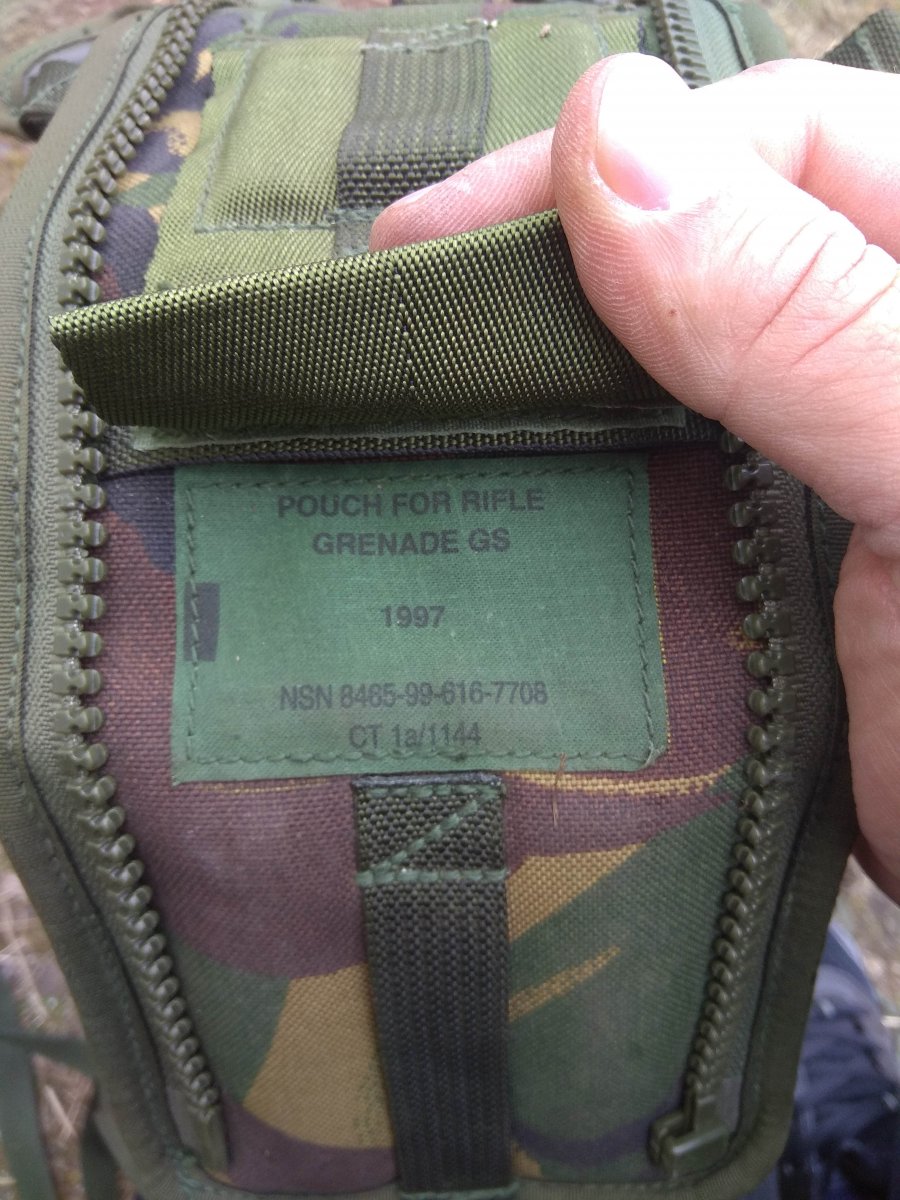 POUCH FOR RIFLE
GRENADE GS
1997
NSN 8465-99-616-7708
CT 1a/1144